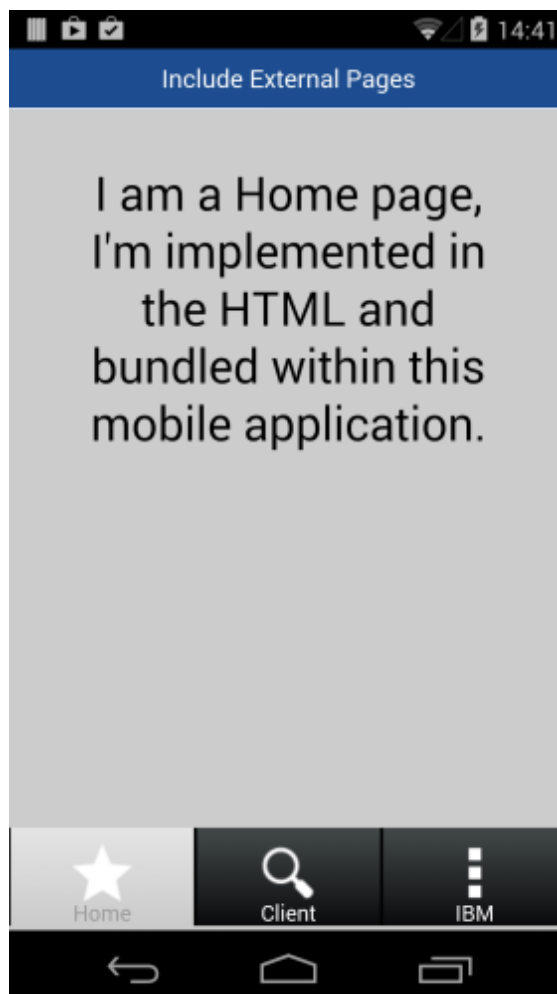 14:41
Include External Pages
I am a Home page,
I'm implemented in
the HTML and
bundled within this
mobile application.
Home
Client
IBM